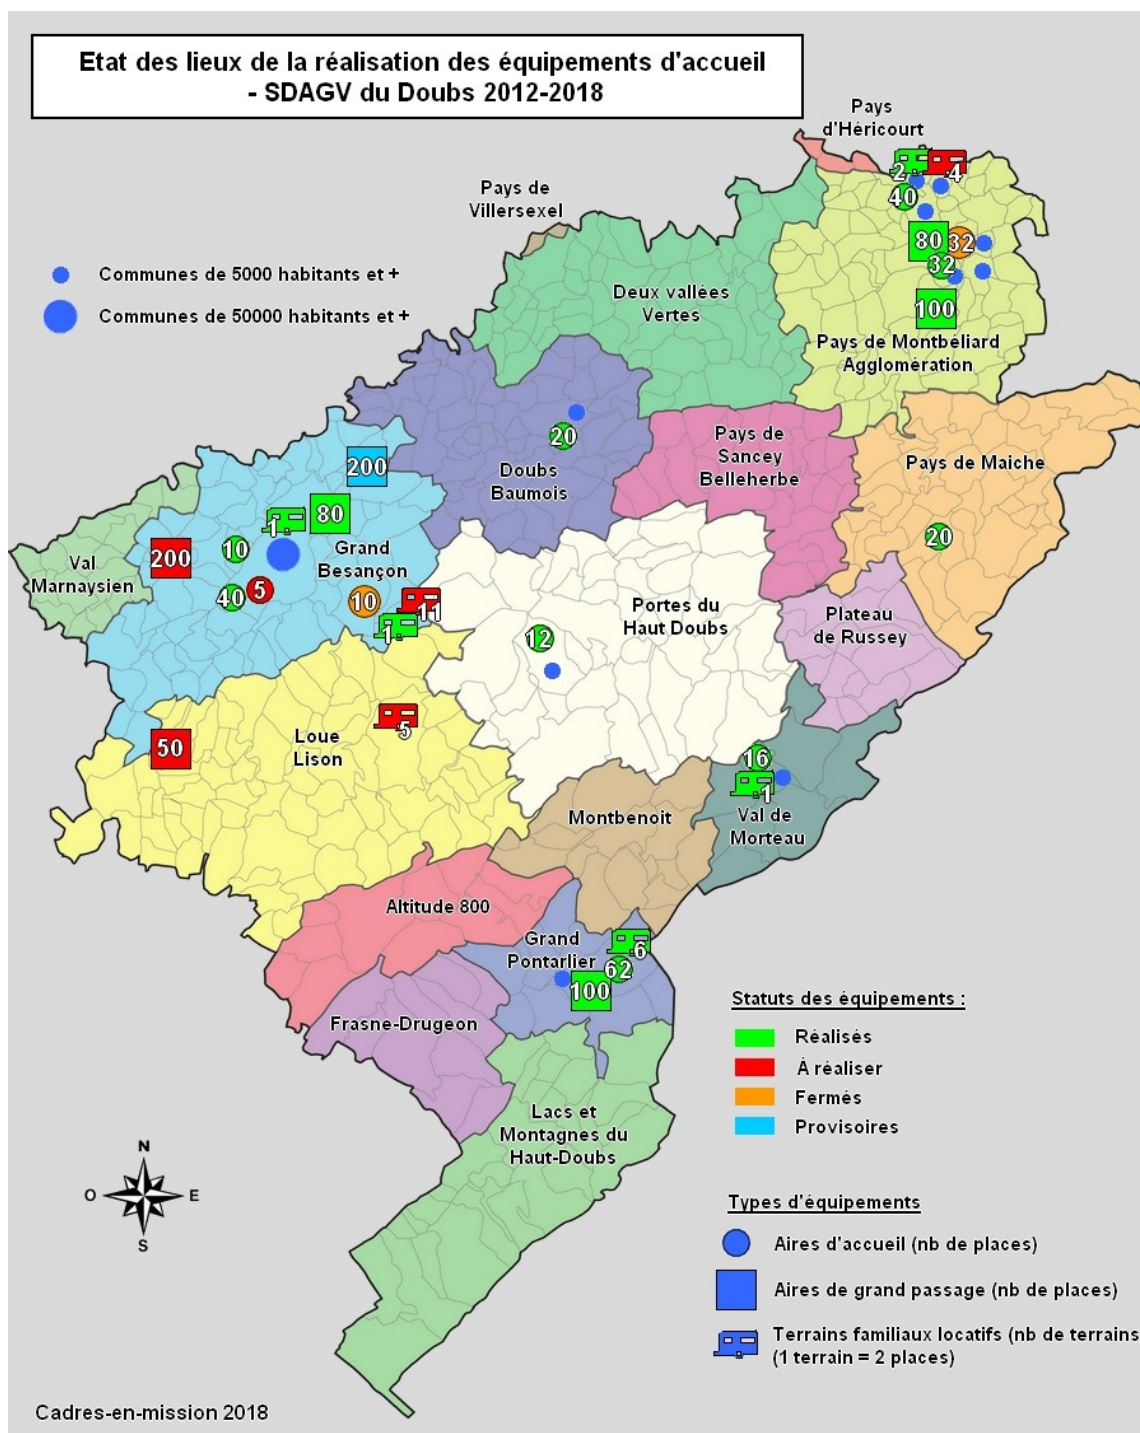 Etat des lieux de la réalisation des équipements d'accueil
- SDAGV du Doubs 2012-2018
Pays
d'Héricourt
2
4
40
Pays de
Villersexel
80
32
32
Communes de 5000 habitants et +
Communes de 50000 habitants et +
Deux vallées
Vertes
100
Pays de Montbéliard
Agglomération
20
Doubs
Baumois
Pays de
Sancey
Belleherbe
Pays de Maiche
20
200
80
1
200
10
Grand
Besançon
Val
Marnaysien
40
5
10
11
1
Portes du
Haut Doubs
12
Plateau
de Russey
5
50
Loue
Lison
16
1
Val de
Morteau
Montbenoit
Altitude 800
Grand
Pontarlier
6
62
100
Frasne-Drugeon
Lacs et
Montagnes du
Haut-Doubs
Statuts des équipements :
Réalisés
À réaliser
Fermés
Provisoires
N
O
E
S
Types d'équipements
Aires d'accueil (nb de places)
Aires de grand passage (nb de places)
Terrains familiaux locatifs (nb de terrains
(1 terrain = 2 places)
Cadres-en-mission 2018